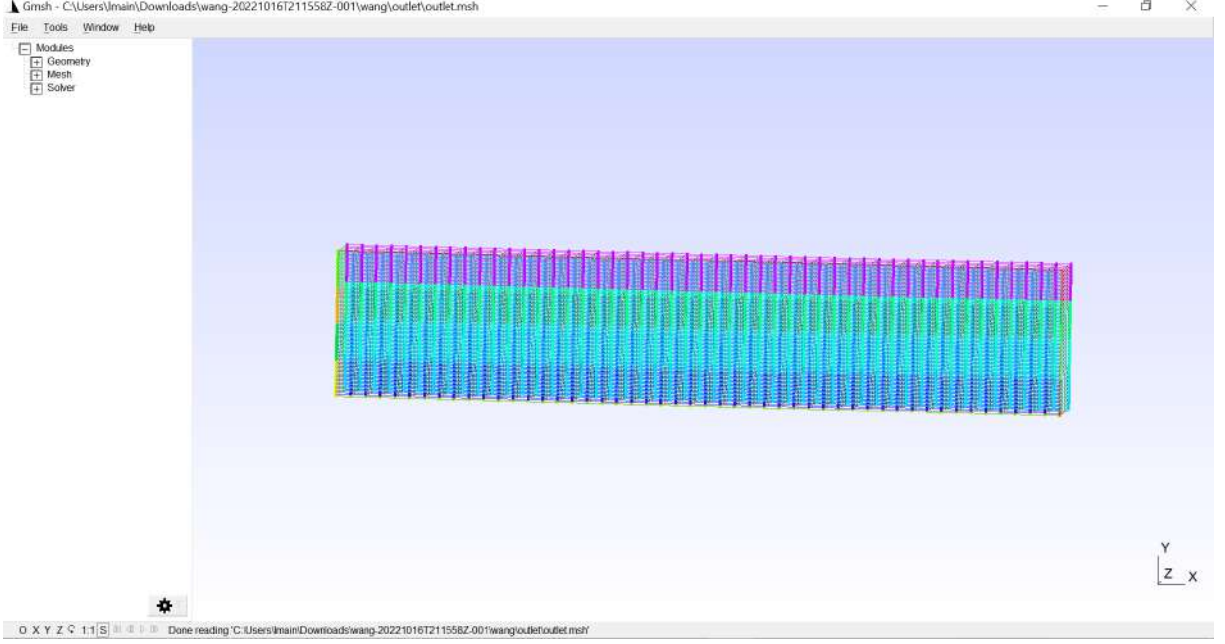 Gmsh - C:\Users\lmain\Downloads\wang-20221016T211558Z-001\wang\outlet\outlet.msh
File Tools Window Help
Modules
Geometry
Mesh
Solver
Y
Z X
O X Y Z 1:1 S Done reading 'C:\Users\lmain\Downloads\wang-20221016T211558Z-001\wang\outlet\outlet.msh'